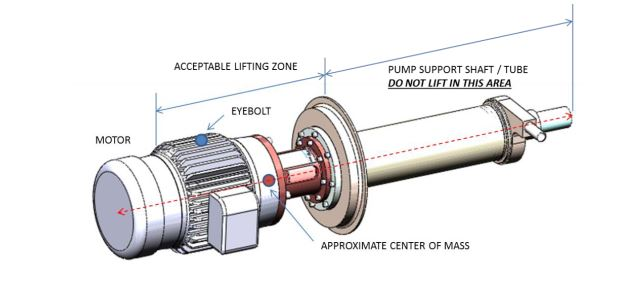 ACCEPTABLE LIFTING ZONE
PUMP SUPPORT SHAFT / TUBE
DO NOT LIFT IN THIS AREA
EYEBOLT
MOTOR
APPROXIMATE CENTER OF MASS